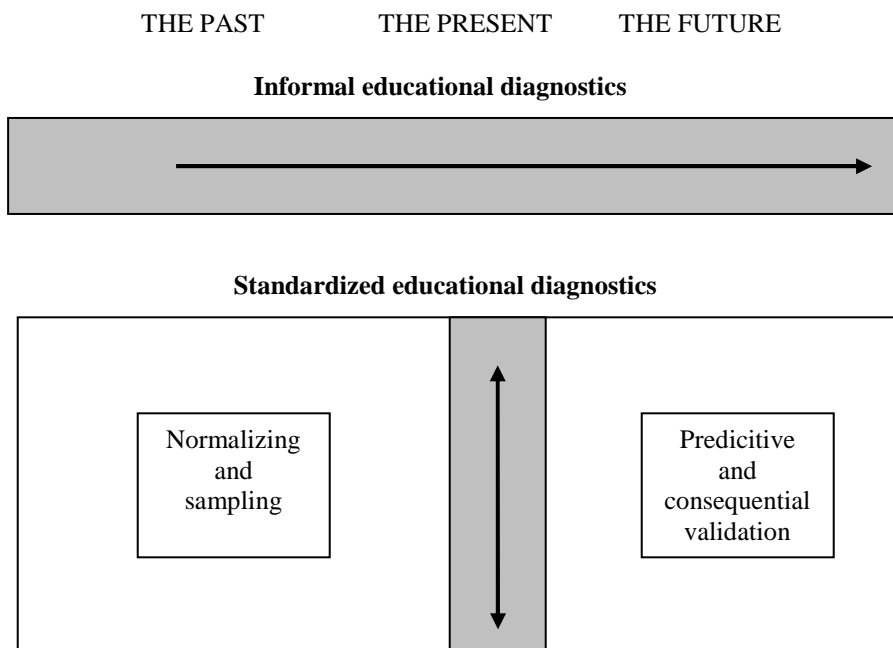 THE PAST THE PRESENT THE FUTURE
Informal educational diagnostics
Standardized educational diagnostics
Normalizing
and
sampling
Predicitive
and
consequential
validation